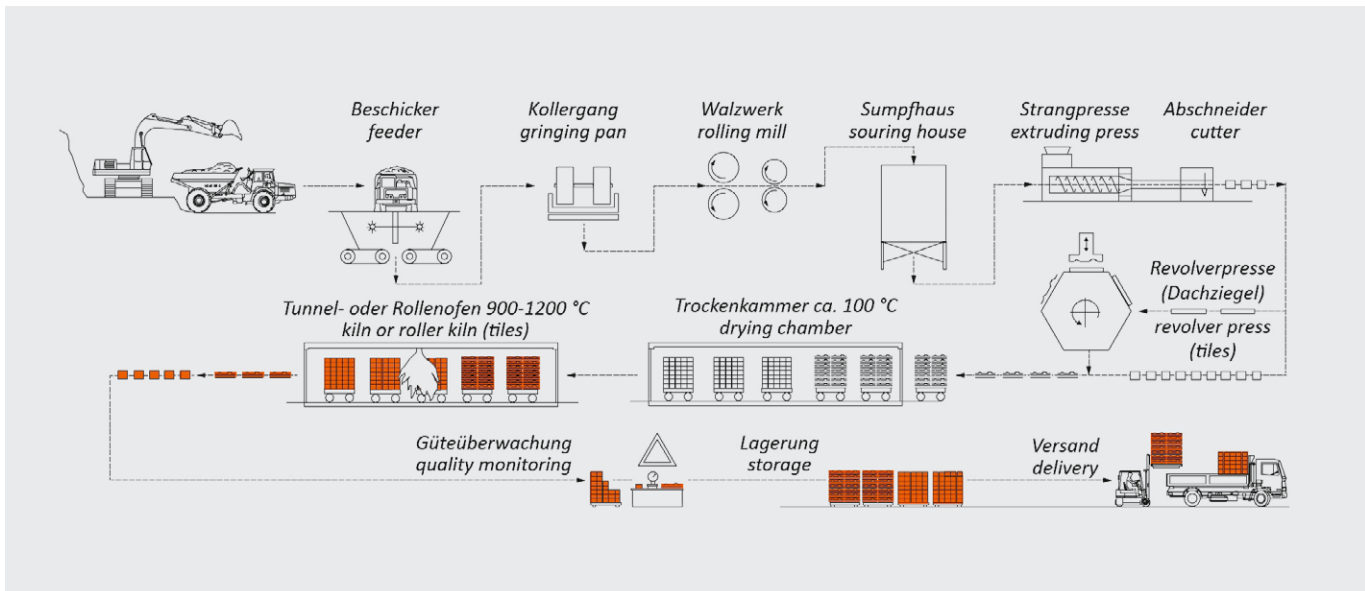 Beschicker
feeder
Kollergang
gringing pan
Walzwerk
rolling mill
Sumpfhaus
souring house
Strangpresse
extruding press
Abschneider
cutter
Revolverpresse
(Dachziegel)
revolver press
(tiles)
Tunnel- oder Rollenofen 900-1200 °C
kiln or roller kiln (tiles)
Trockenkammer ca. 100 °C
drying chamber
Güteüberwachung
quality monitoring
Lagerung
storage
Versand
delivery